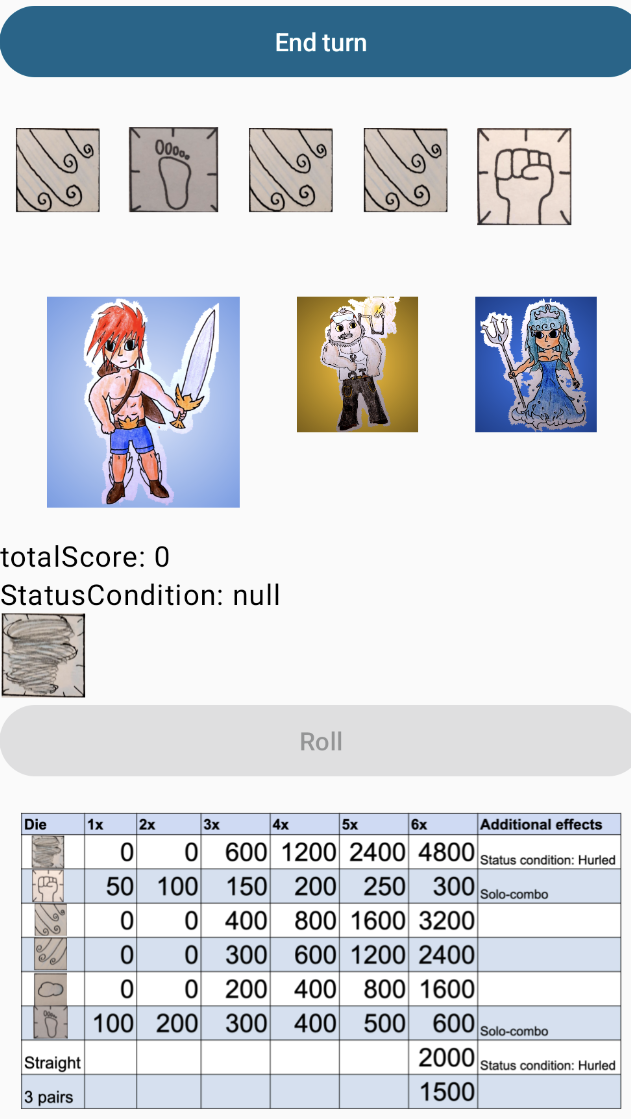 End turn
totalScore: 0
StatusCondition: null
Roll
Die 1x 2x 3x 4x 5x 6x Additional effects
0 0 600 1200 2400 4800 Status condition: Hurled
50 100 150 200 250 300 Solo-combo
0 0 400 800 1600 3200
0 0 300 600 1200 2400
0 0 200 400 800 1600
100 200 300 400 500 600 Solo-combo
Straight 2000 Status condition: Hurled
3 pairs 1500